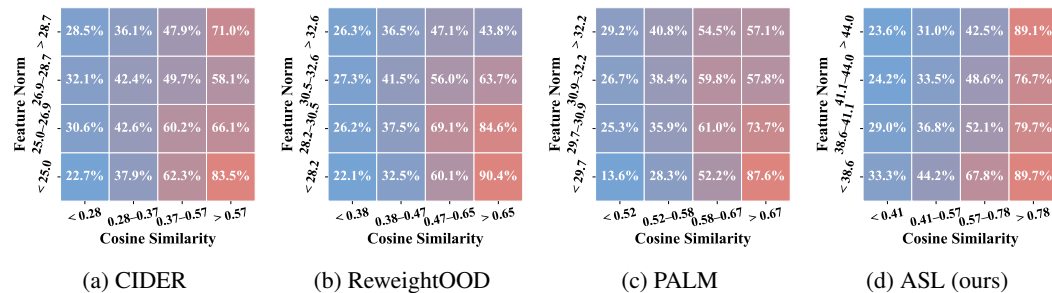 Feature Norm
> 28.7
28.5% 36.1% 47.9% 71.0%
26.9–28.7
32.1% 42.4% 49.7% 58.1%
25.0–26.9
30.6% 42.6% 60.2% 66.1%
< 25.0
22.7% 37.9% 62.3% 83.5%
< 0.28 0.28–0.37 0.37–0.57 > 0.57
Cosine Similarity
(a) CIDER
Feature Norm
> 32.6
26.3% 36.5% 47.1% 43.8%
30.5–32.6
27.3% 41.5% 56.0% 63.7%
28.2–30.5
26.2% 37.5% 69.1% 84.6%
< 28.2
22.1% 32.5% 60.1% 90.4%
< 0.38 0.38–0.47 0.47–0.65 > 0.65
Cosine Similarity
(b) ReweightOOD
Feature Norm
> 32.2
29.2% 40.8% 54.5% 57.1%
30.9–32.2
26.7% 38.4% 59.8% 57.8%
29.7–30.9
25.3% 35.9% 61.0% 73.7%
< 29.7
13.6% 28.3% 52.2% 87.6%
< 0.52 0.52–0.58 0.58–0.67 > 0.67
Cosine Similarity
(c) PALM
Feature Norm
> 44.0
23.6% 31.0% 42.5% 89.1%
41.1–44.0
24.2% 33.5% 48.6% 76.7%
38.6–41.1
29.0% 36.8% 52.1% 79.7%
< 38.6
33.3% 44.2% 67.8% 89.7%
< 0.41 0.41–0.57 0.57–0.78 > 0.78
Cosine Similarity
(d) ASL (ours)